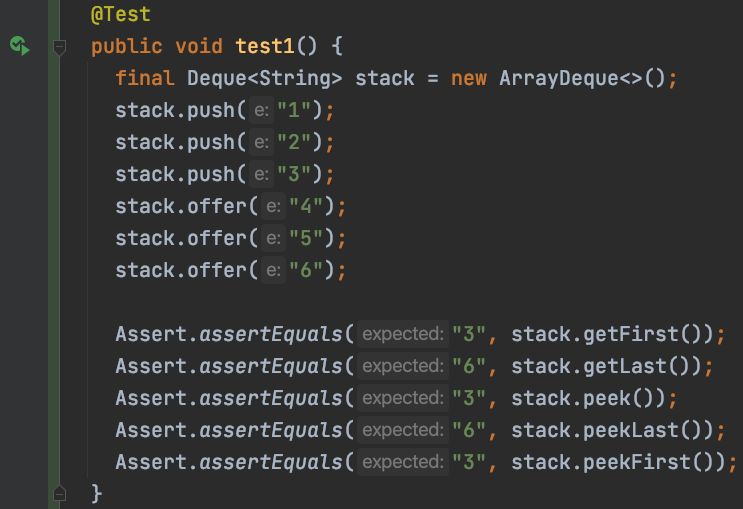 @Test
public void test1() {
final Deque<String> stack = new ArrayDeque<>();
stack.push( e: "1");
stack.push( e: "2");
stack.push( e: "3");
stack.offer( e: "4");
stack.offer( e: "5");
stack.offer( e: "6");
Assert.assertEquals( expected: "3", stack.getFirst());
Assert.assertEquals( expected: "6", stack.getLast());
Assert.assertEquals( expected: "3", stack.peek());
Assert.assertEquals( expected: "6", stack.peekLast());
Assert.assertEquals( expected: "3", stack.peekFirst());
}